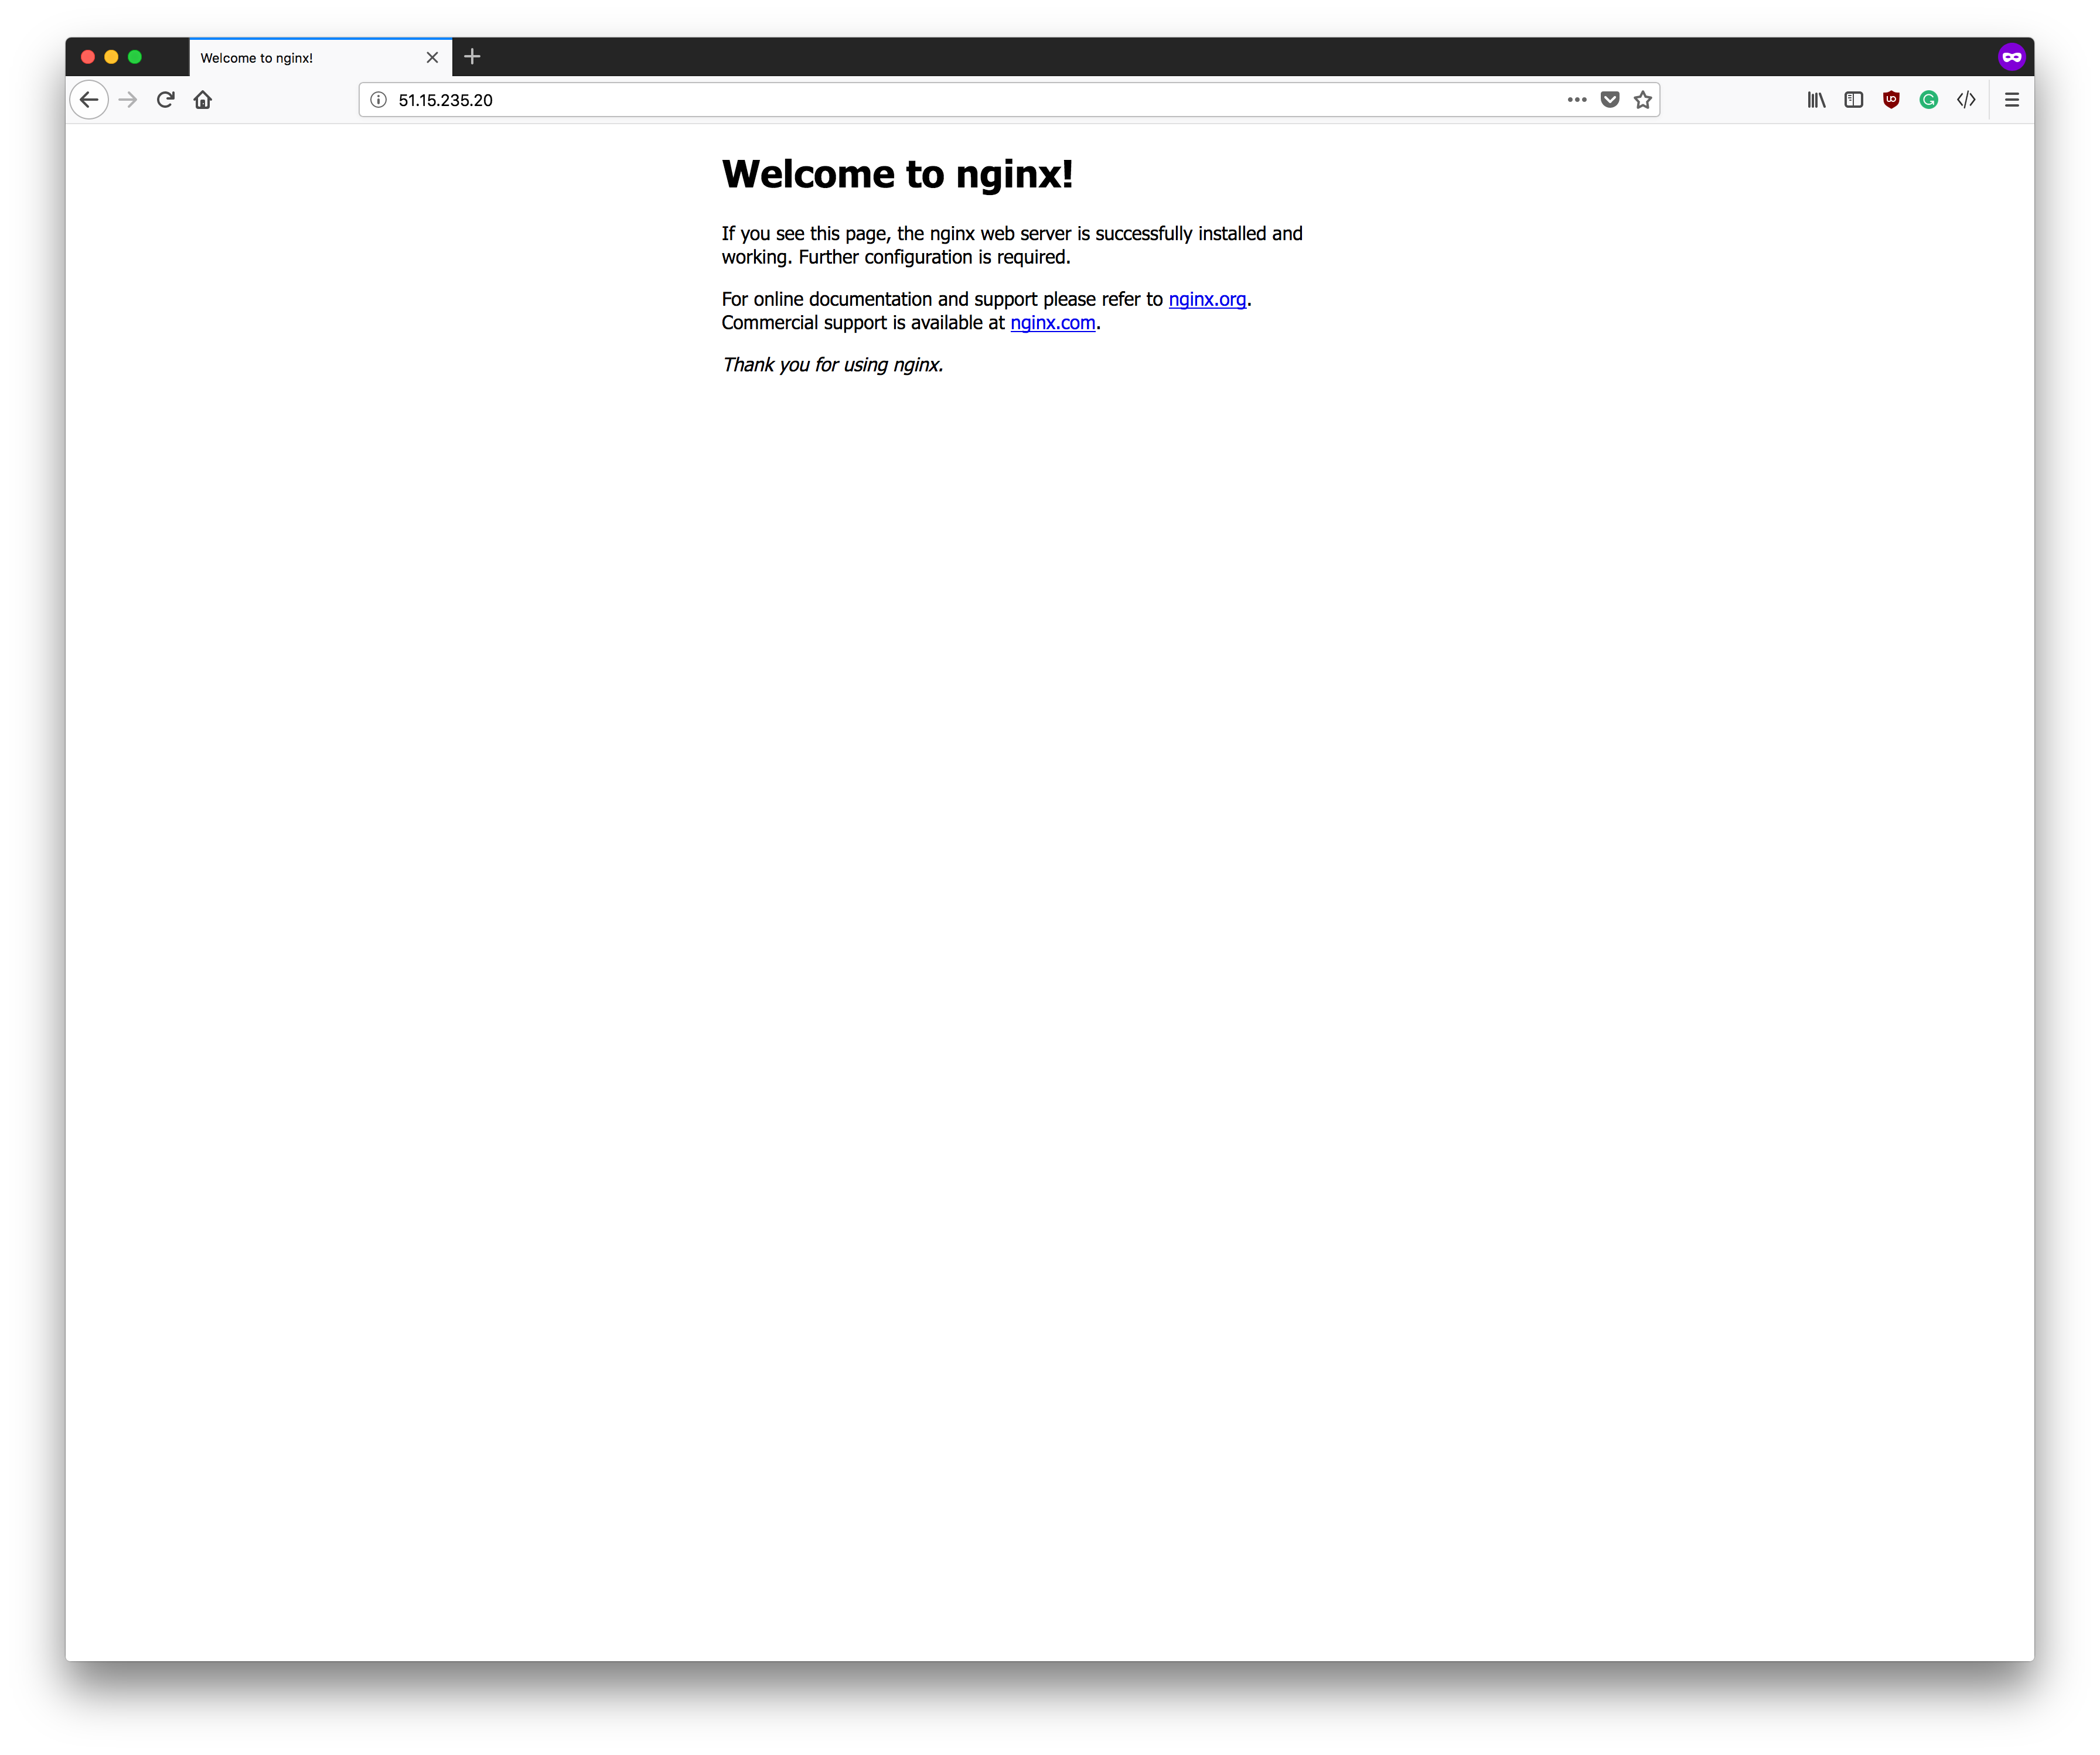 Welcome to nginx!
51.15.235.20
Welcome to nginx!
If you see this page, the nginx web server is successfully installed and
working. Further configuration is required.
For online documentation and support please refer to nginx.org.
Commercial support is available at nginx.com.
Thank you for using nginx.